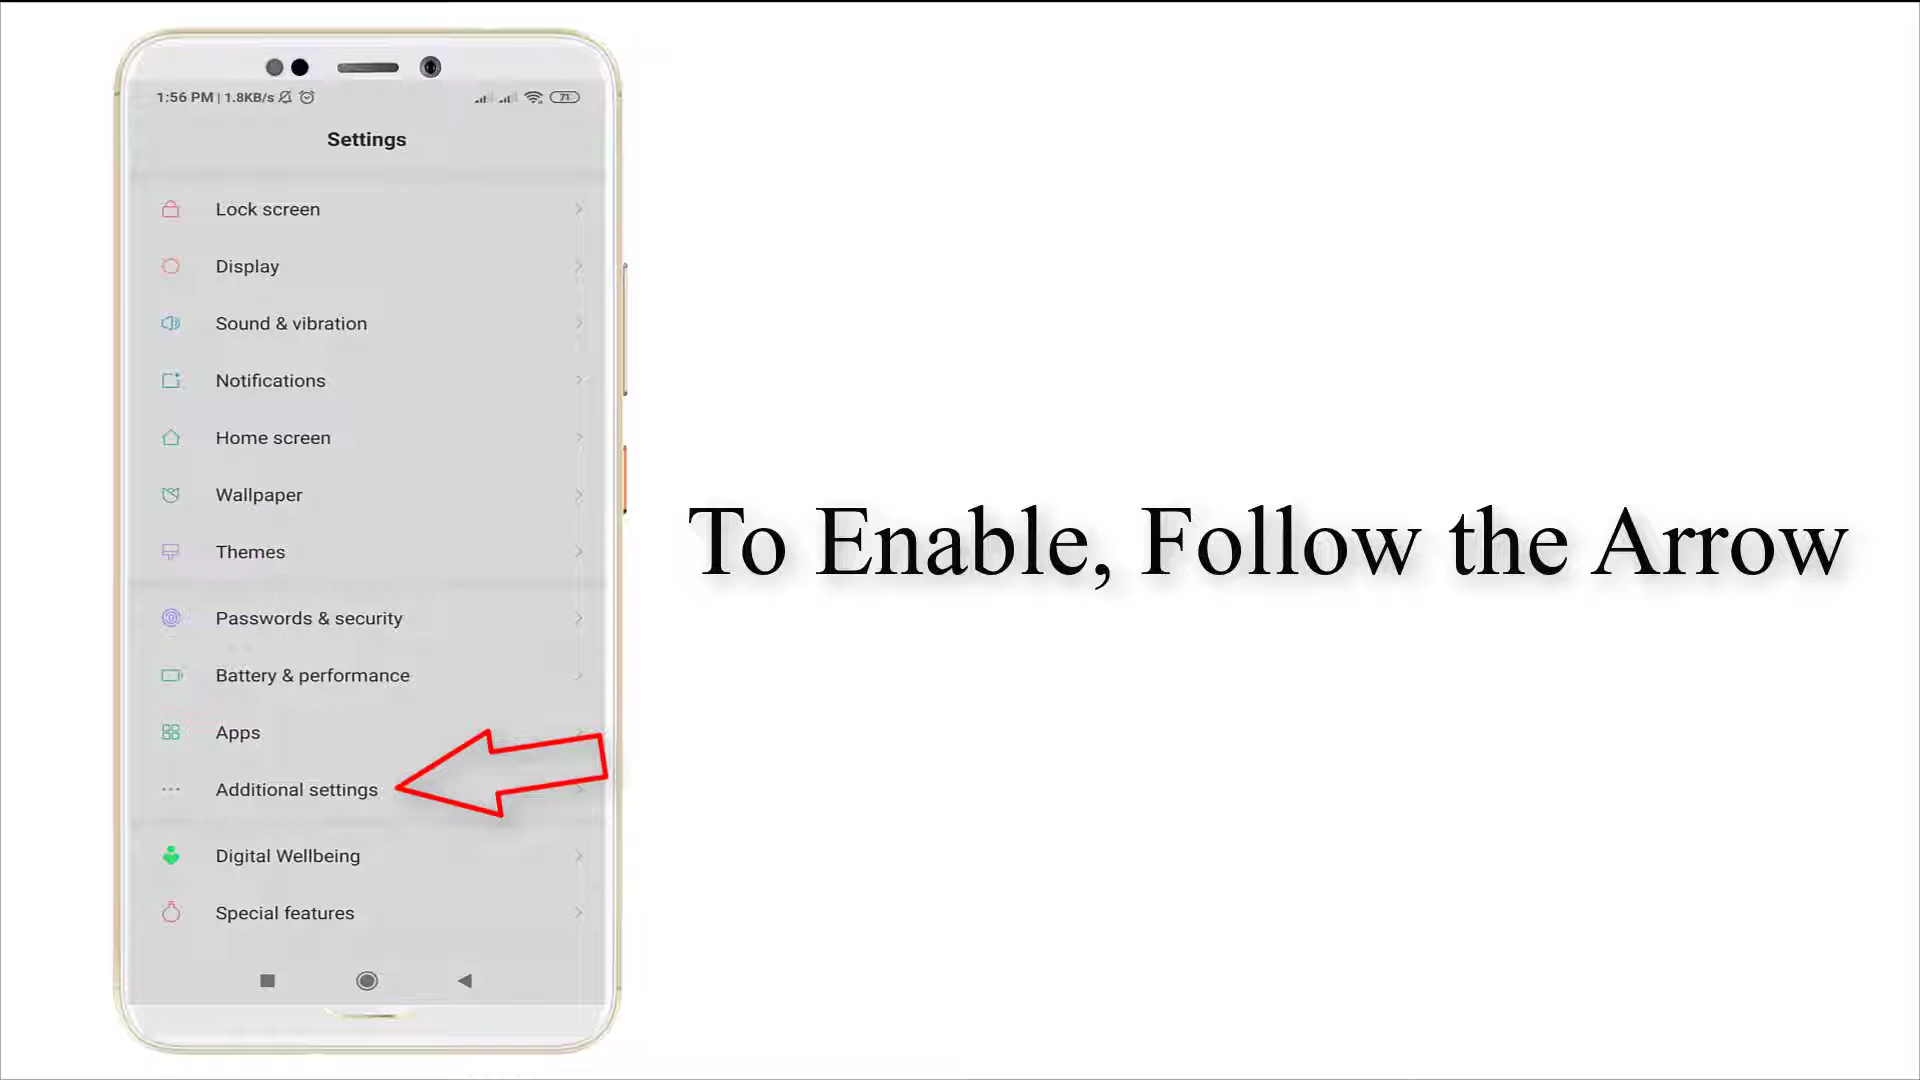 1:56 PM | 1.8KB/s
71
Settings
Lock screen
Display
Sound & vibration
Notifications
Home screen
Wallpaper
Themes
Passwords & security
Battery & performance
Apps
Additional settings
Digital Wellbeing
Special features
To Enable, Follow the Arrow